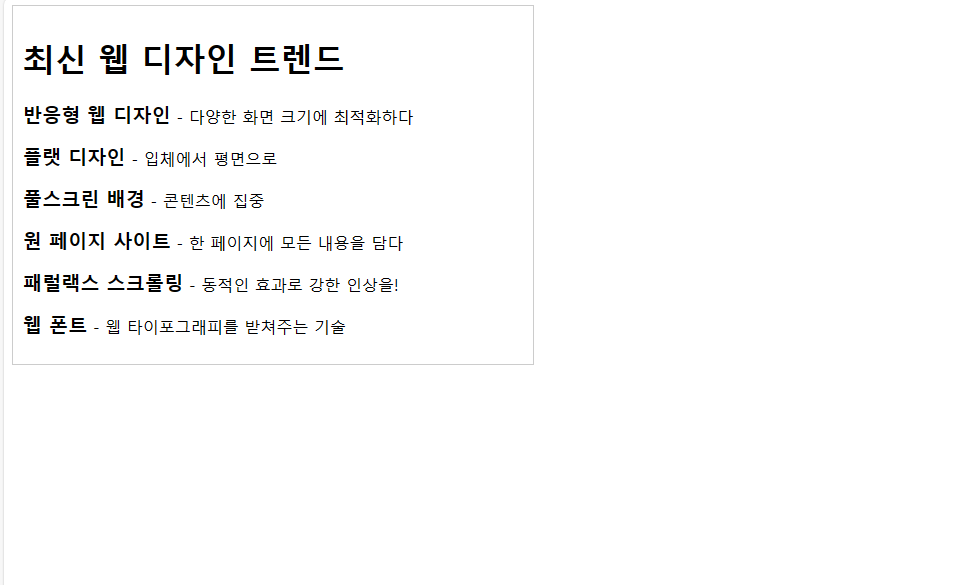 최신 웹 디자인 트렌드
반응형 웹 디자인 - 다양한 화면 크기에 최적화하다
플랫 디자인 - 입체에서 평면으로
풀스크린 배경 - 콘텐츠에 집중
원 페이지 사이트 - 한 페이지에 모든 내용을 담다
패럴랙스 스크롤링 - 동적인 효과로 강한 인상을!
웹 폰트 - 웹 타이포그래피를 받쳐주는 기술